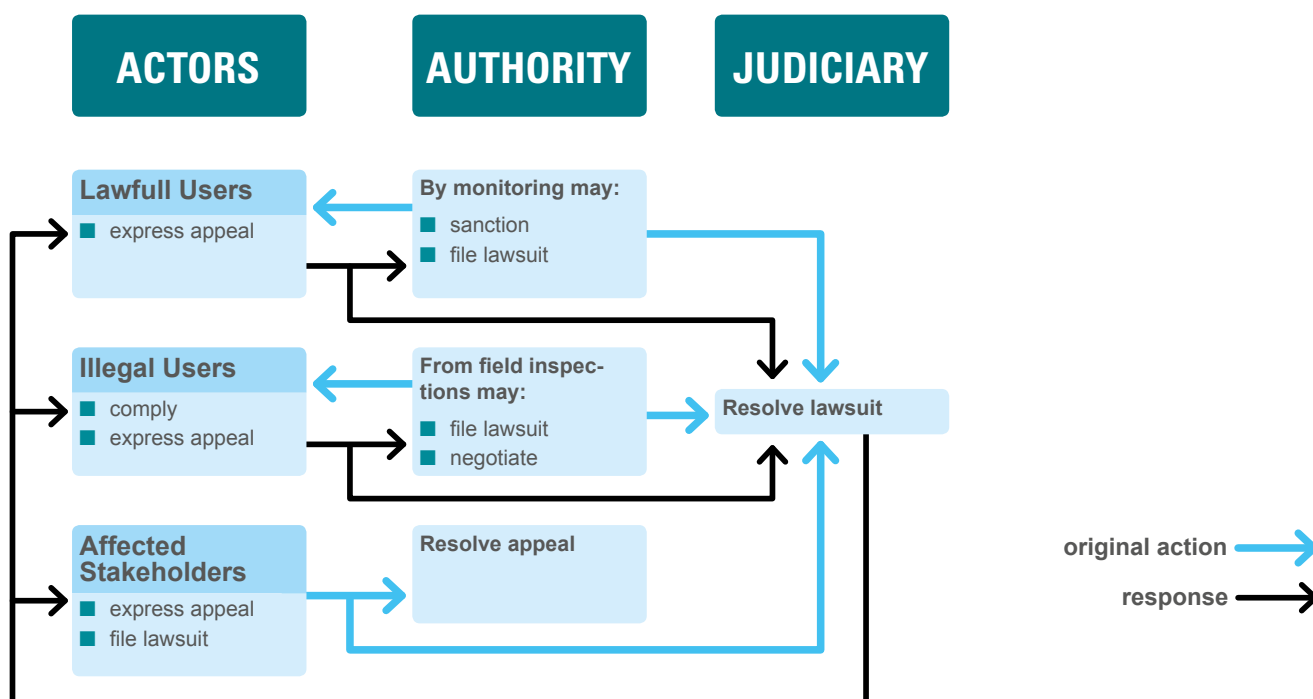 ACTORS
AUTHORITY
JUDICIARY
Lawfull Users
express appeal
By monitoring may:
sanction
file lawsuit
Illegal Users
comply
express appeal
From field inspec-
tions may:
file lawsuit
negotiate
Resolve lawsuit
Affected
Stakeholders
express appeal
file lawsuit
Resolve appeal
original action
response